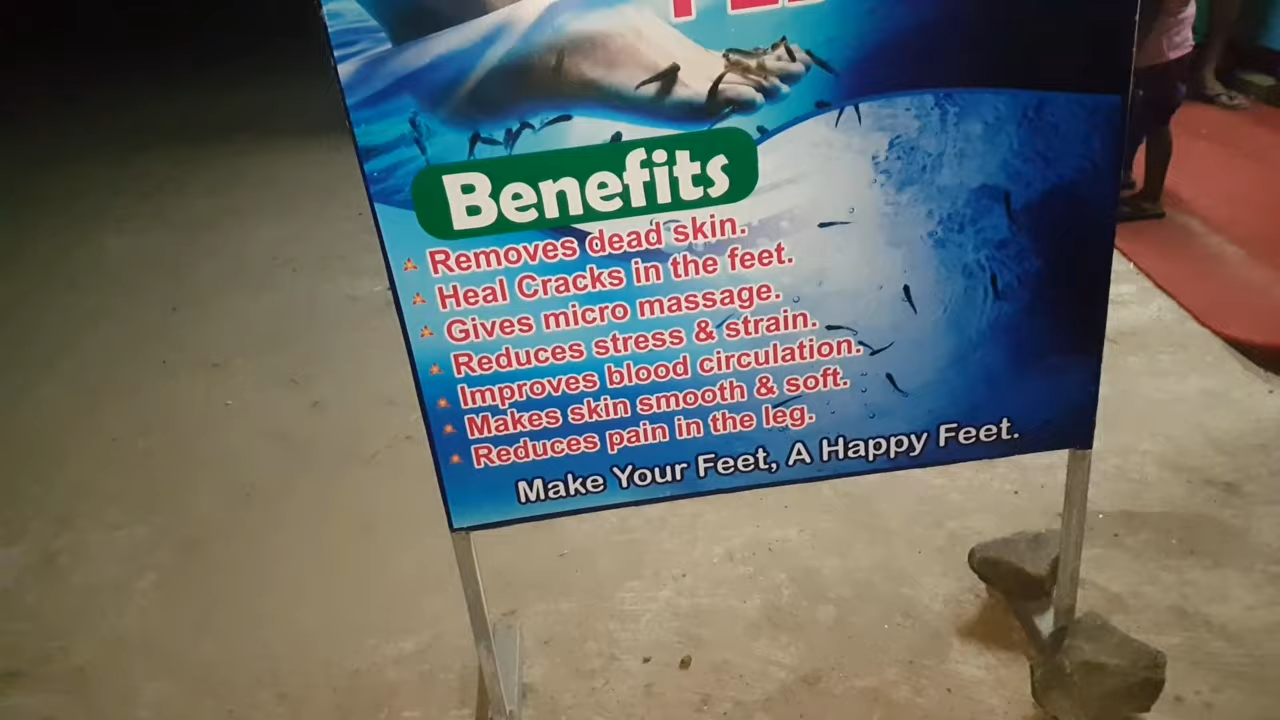 Benefits
Removes dead skin.
Heal Cracks in the feet.
Gives micro massage.
Reduces stress & strain.
Improves blood circulation.
Makes skin smooth & soft.
Reduces pain in the leg.
Make Your Feet, A Happy Feet.